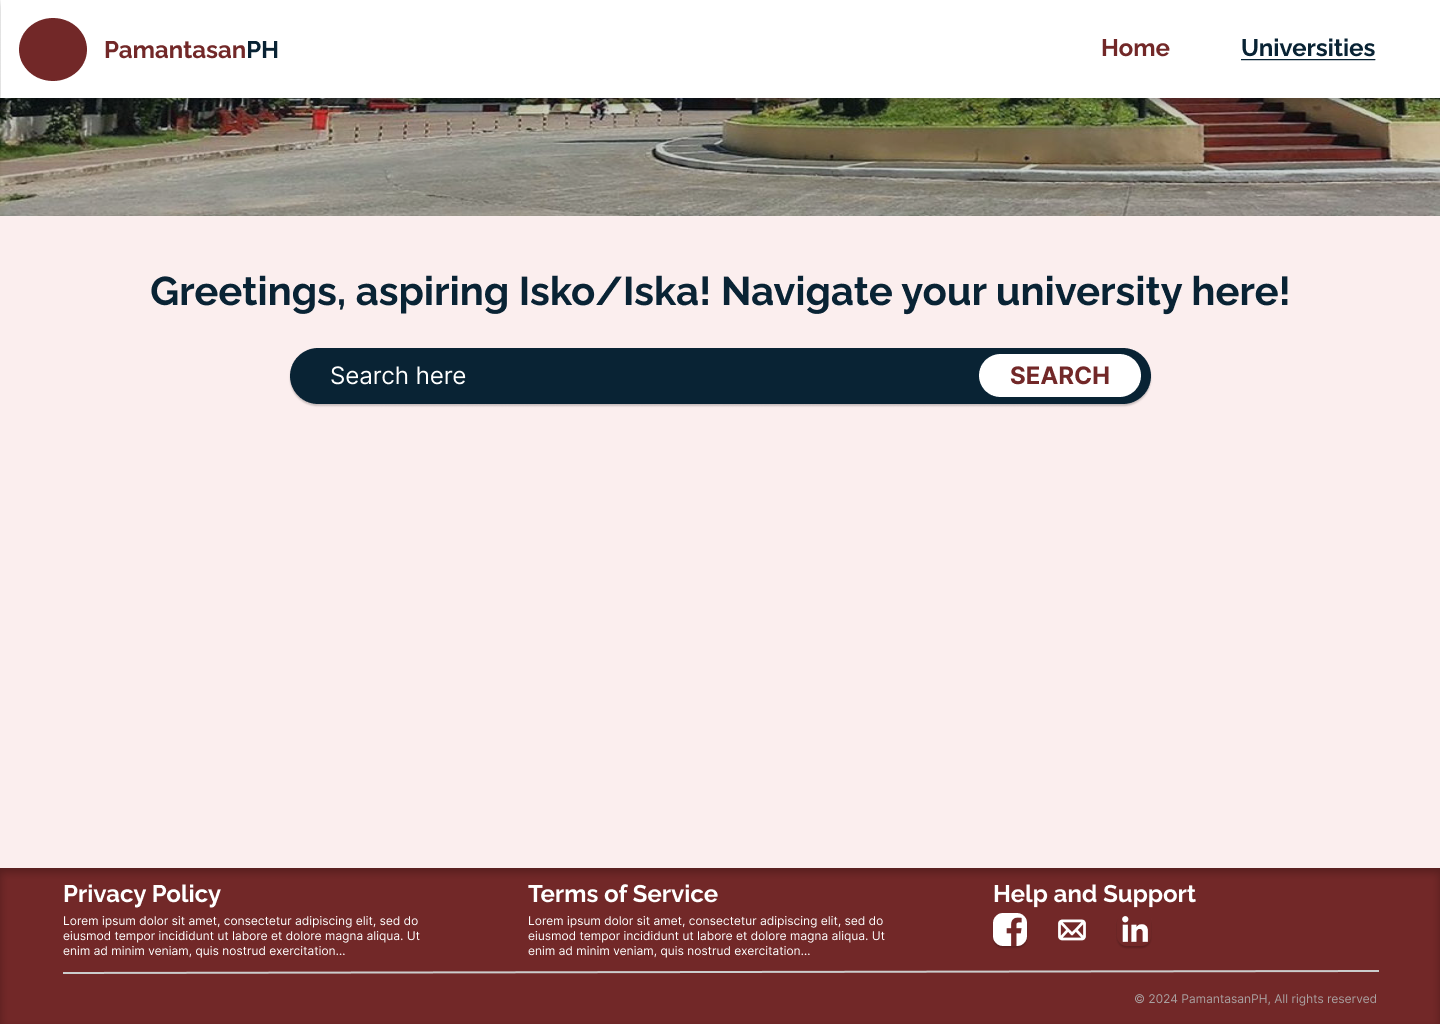 PamantasanPH
Home
Universities
Greetings, aspiring Isko/Iska! Navigate your university here!
Search here
SEARCH
Privacy Policy
Lorem ipsum dolor sit amet, consectetur adipiscing elit, sed do
eiusmod tempor incididunt ut labore et dolore magna aliqua. Ut
enim ad minim veniam, quis nostrud exercitation...
Terms of Service
Lorem ipsum dolor sit amet, consectetur adipiscing elit, sed do
eiusmod tempor incididunt ut labore et dolore magna aliqua. Ut
enim ad minim veniam, quis nostrud exercitation...
Help and Support
© 2024 PamantasanPH, All rights reserved